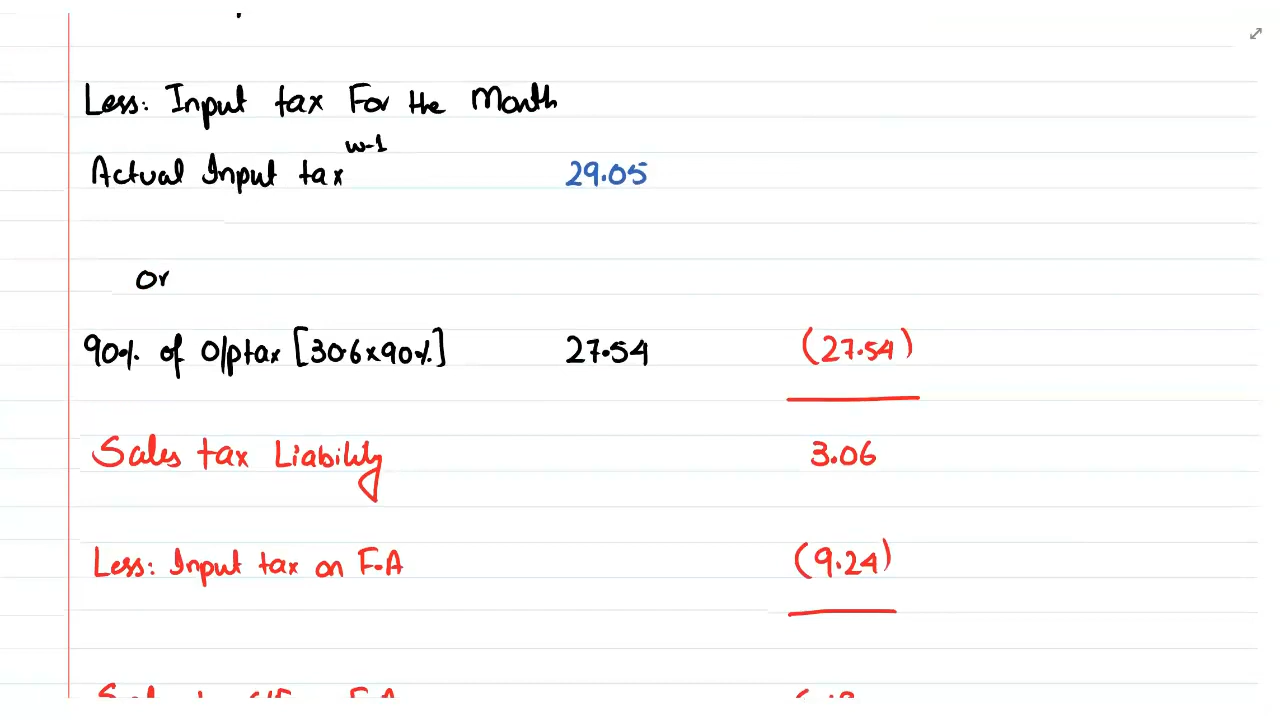 Less: Input tax For the Month
w-1
Actual Input tax 29.05
Or
90% of O/p tax [30.6x90%] 27.54 (27.54)
Sales tax Liability 3.06
Less: Input tax on F.A (9.24)
F.A